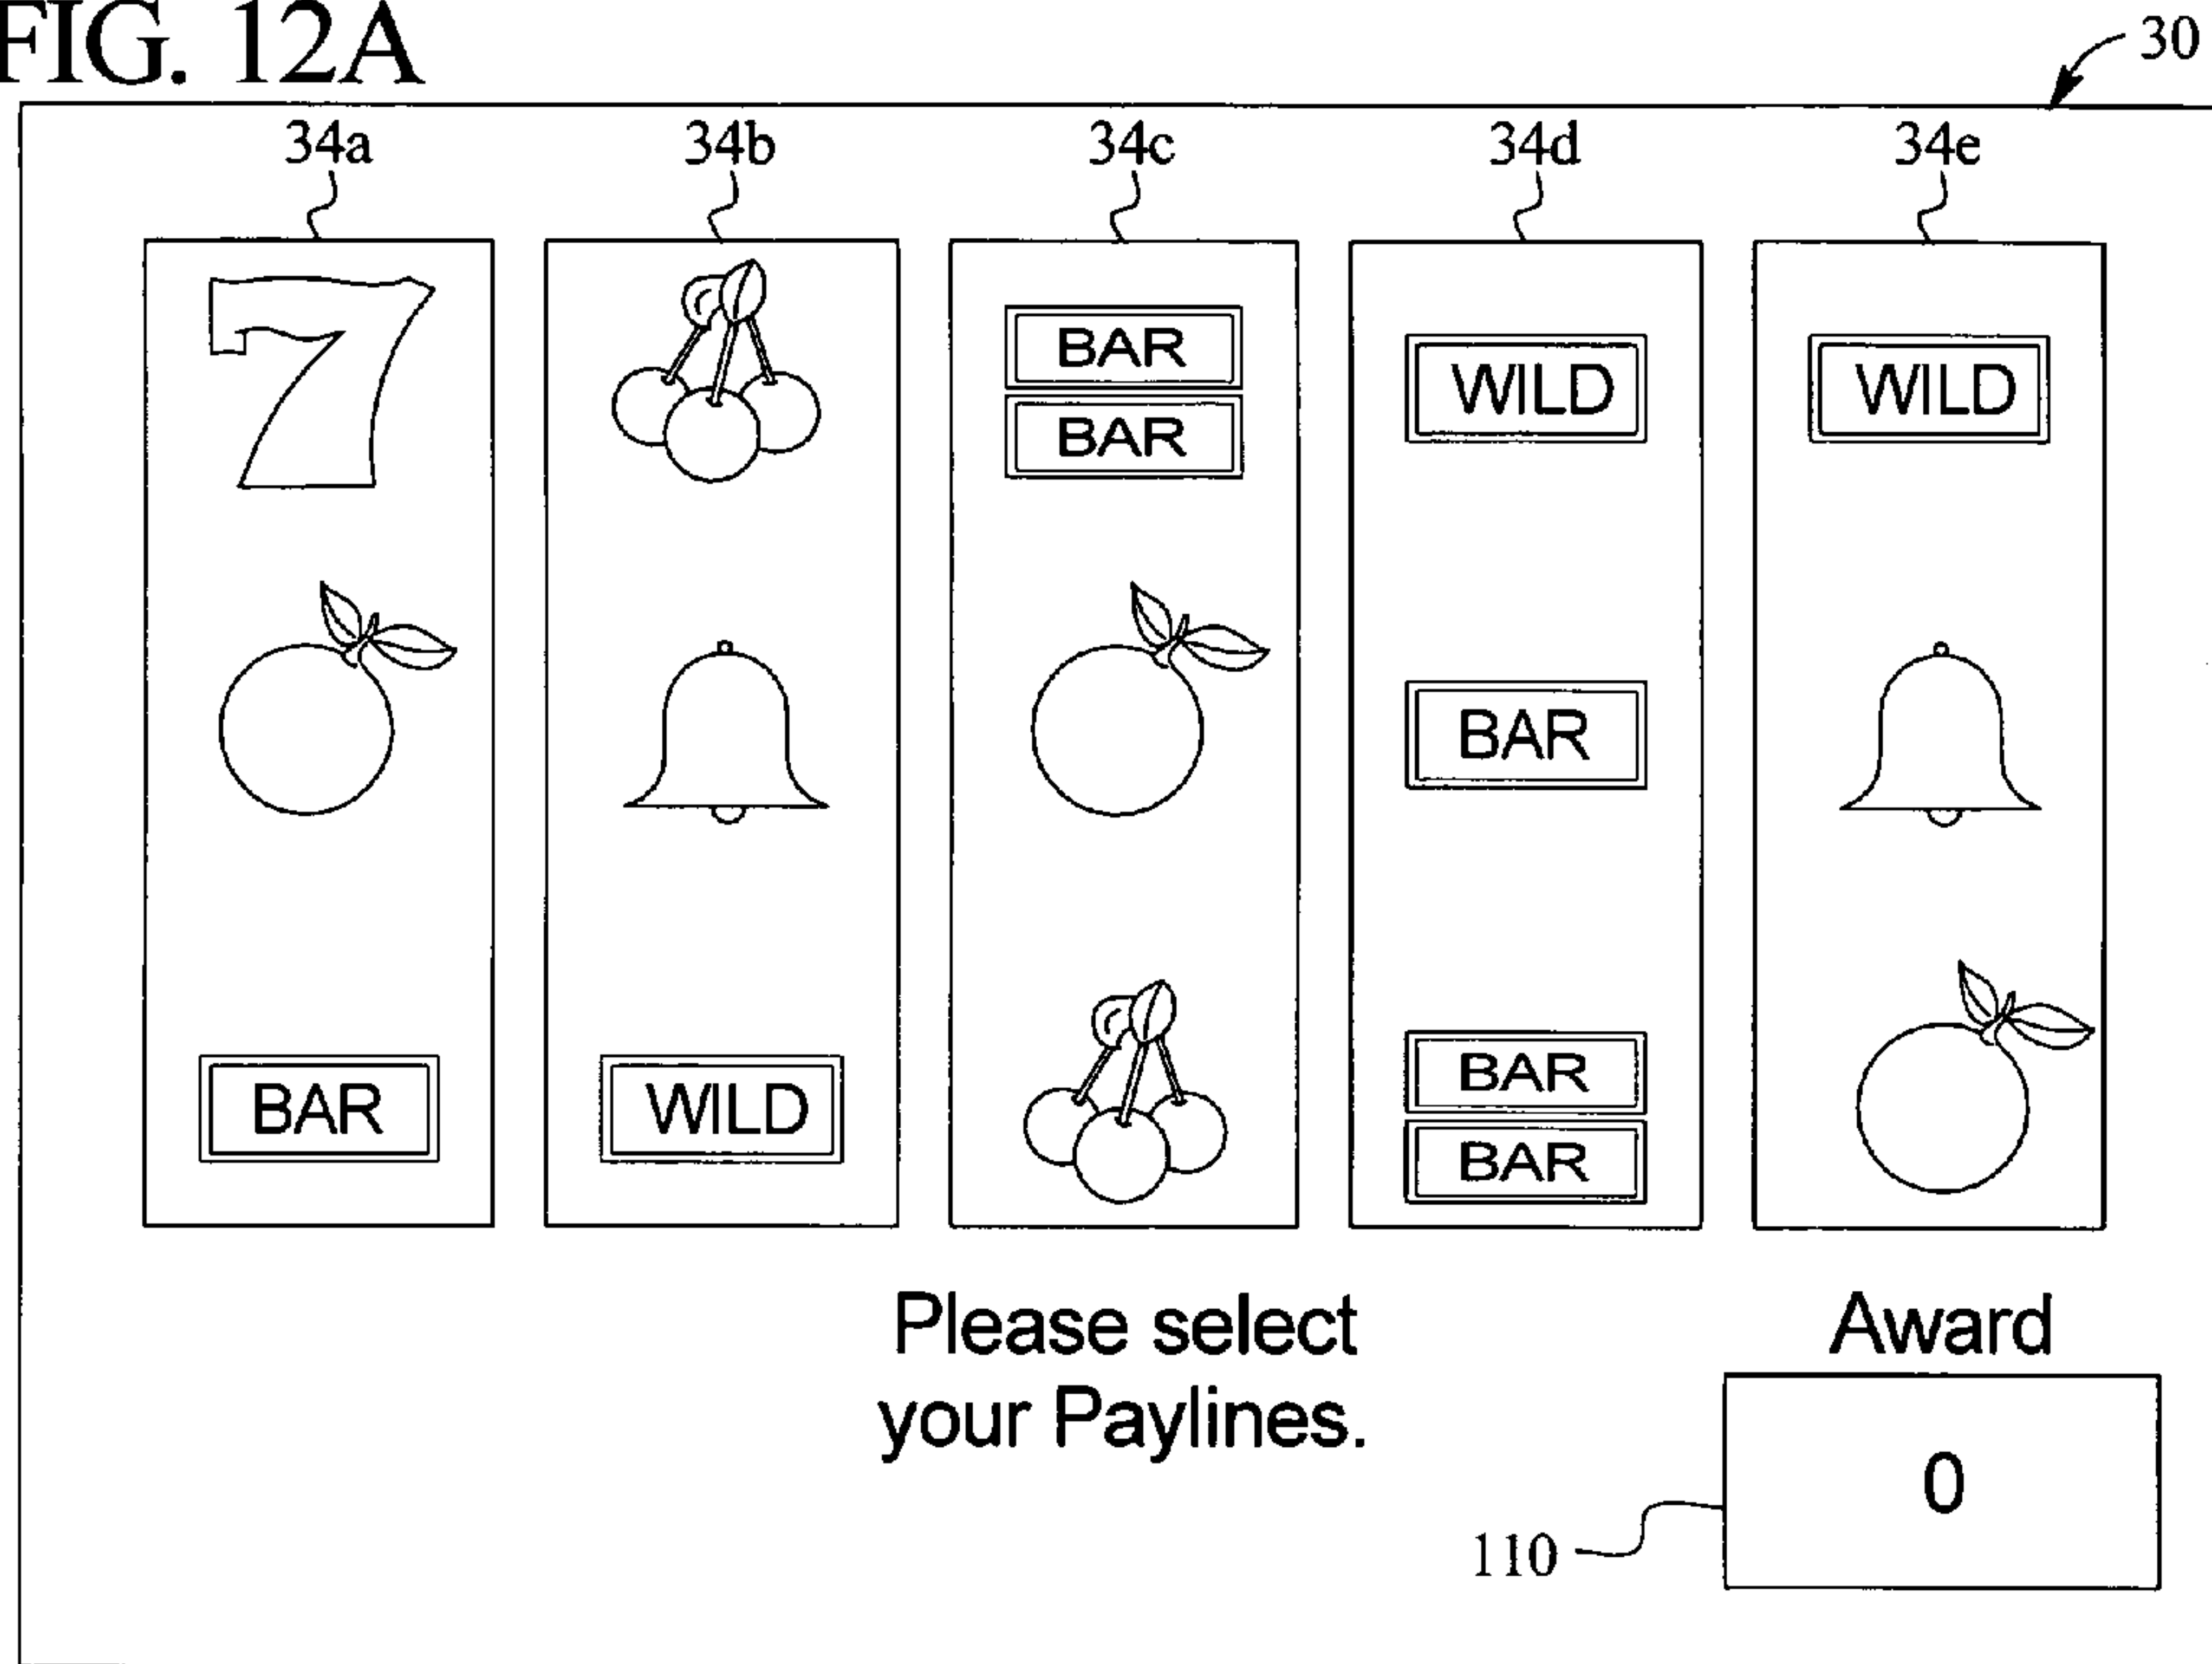 FIG. 12A
30
34a 34b 34c 34d 34e
7
BAR
BAR
WILD WILD
BAR
BAR WILD
BAR
BAR
Please select
your Paylines.
Award
0
110